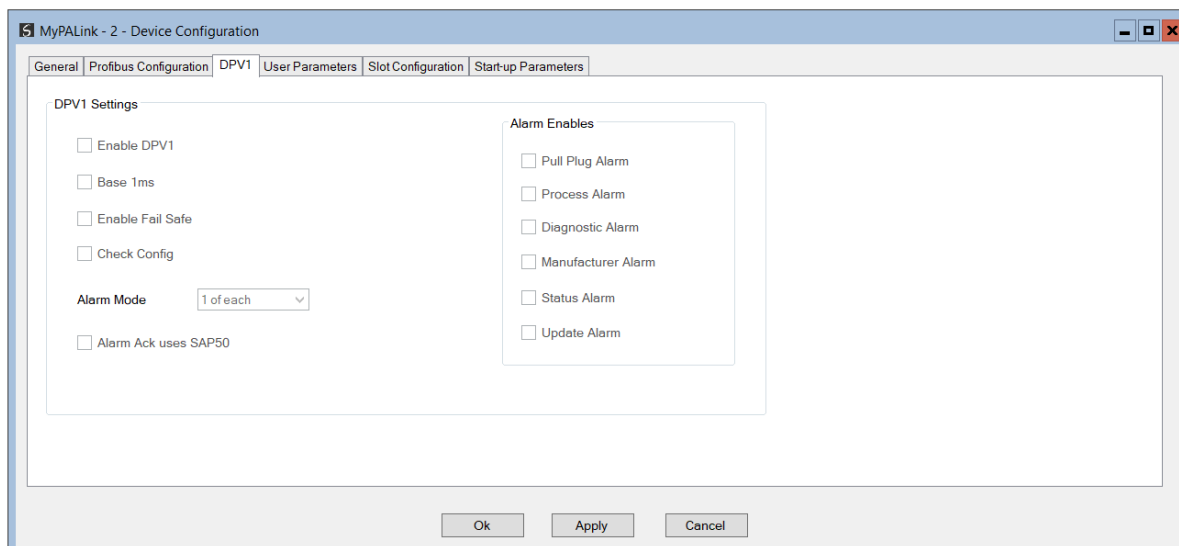 MyPALink - 2 - Device Configuration
General Profibus Configuration DPV1 User Parameters Slot Configuration Start-up Parameters
DPV1 Settings
Enable DPV1
Base 1ms
Enable Fail Safe
Check Config
Alarm Mode 1 of each
Alarm Ack uses SAP50
Alarm Enables
Pull Plug Alarm
Process Alarm
Diagnostic Alarm
Manufacturer Alarm
Status Alarm
Update Alarm
Ok Apply Cancel